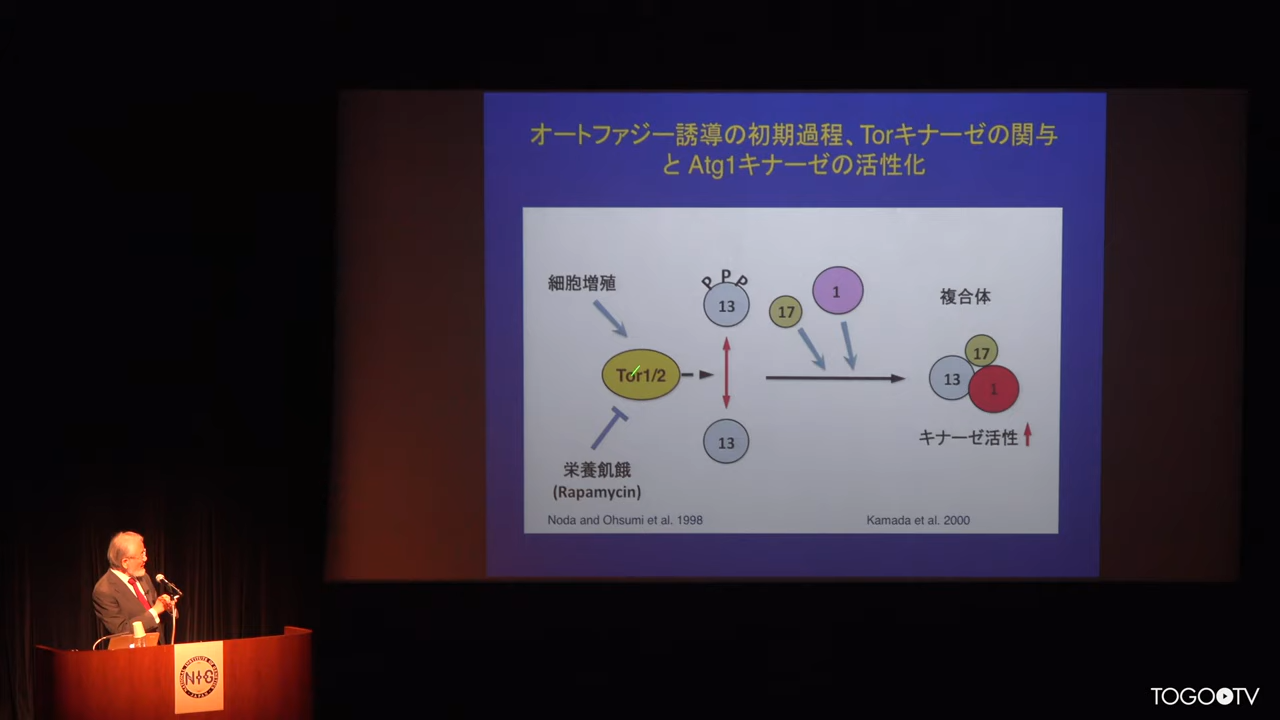 オートファジー誘導の初期過程、Torキナーゼの関与
と Atg1キナーゼの活性化
細胞増殖
P P P
13
17
1
複合体
Tor1/2
17
13
1
13
キナーゼ活性
栄養飢餓
(Rapamycin)
Noda and Ohsumi et al. 1998
Kamada et al. 2000
NIG
TOGO TV